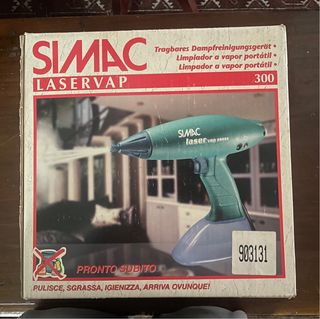 SIMAC
LASERVAP
Tragbares Dampfreinigungsgerät •
Limpiador a vapor portátil •
Limpador a vapor portátil •
300
SIMAC
laser VAP
903131
PRONTO SUBITO
PULISCE, SGRASSA, IGIENIZZA, ARRIVA OVUNQUE!